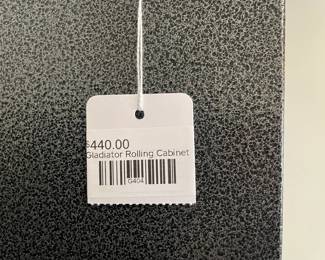 $440.00
Gladiator Rolling Cabinet
G404